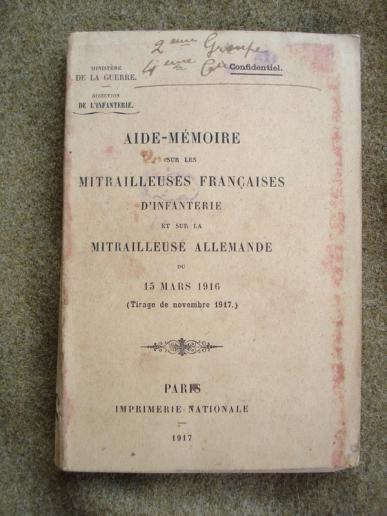 2eme Groupe
4eme Cie
MINISTÈRE
DE LA GUERRE.
Confidentiel.
DIRECTION
DE L'INFANTERIE.
AIDE-MÉMOIRE
SUR LES
MITRAILLEUSES FRANÇAISES
D'INFANTERIE
ET SUR LA
MITRAILLEUSE ALLEMANDE
DU
15 MARS 1916
(Tirage de novembre 1917.)
PARIS
IMPRIMERIE NATIONALE
1917